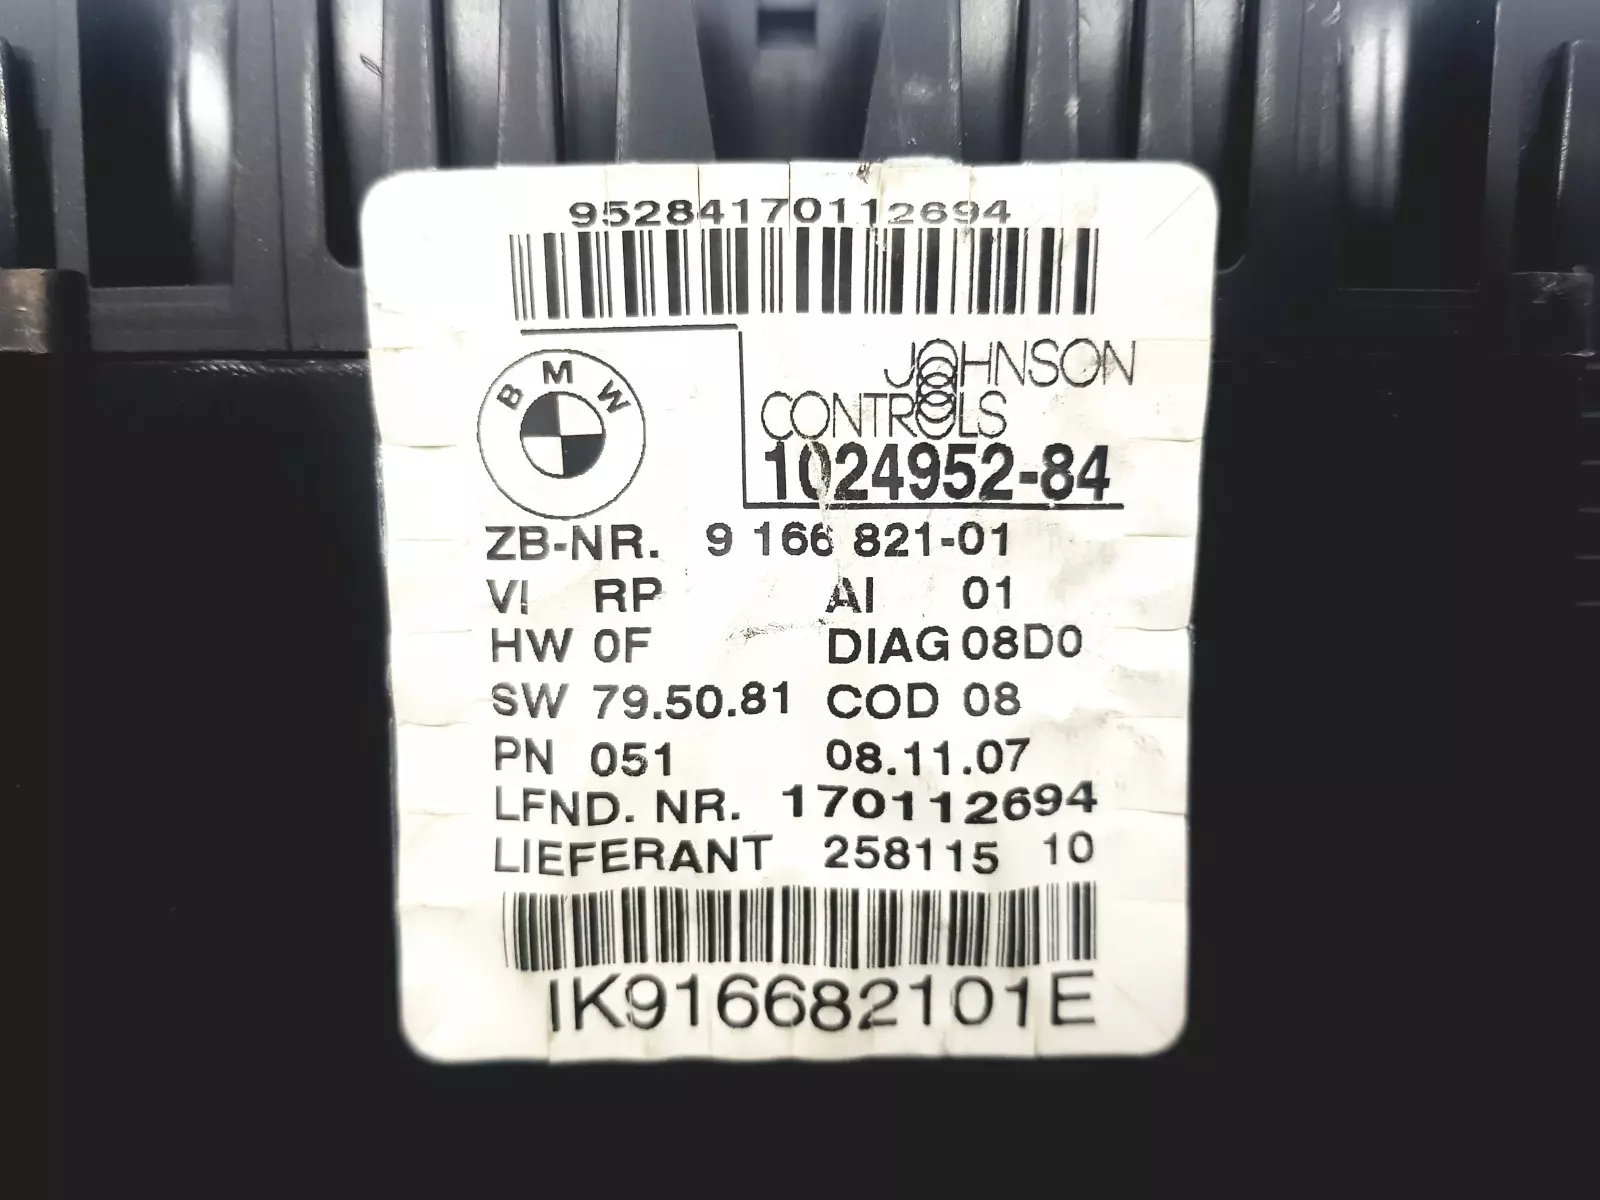 95284170112694
BMW
JOHNSON
CONTROLS
1024952-84
ZB-NR. 9 166 821-01
VI RP AI 01
HW 0F DIAG 08D0
SW 79.50.81 COD 08
PN 051 08.11.07
LFND. NR. 170112694
LIEFERANT 258115 10
IK916682101E